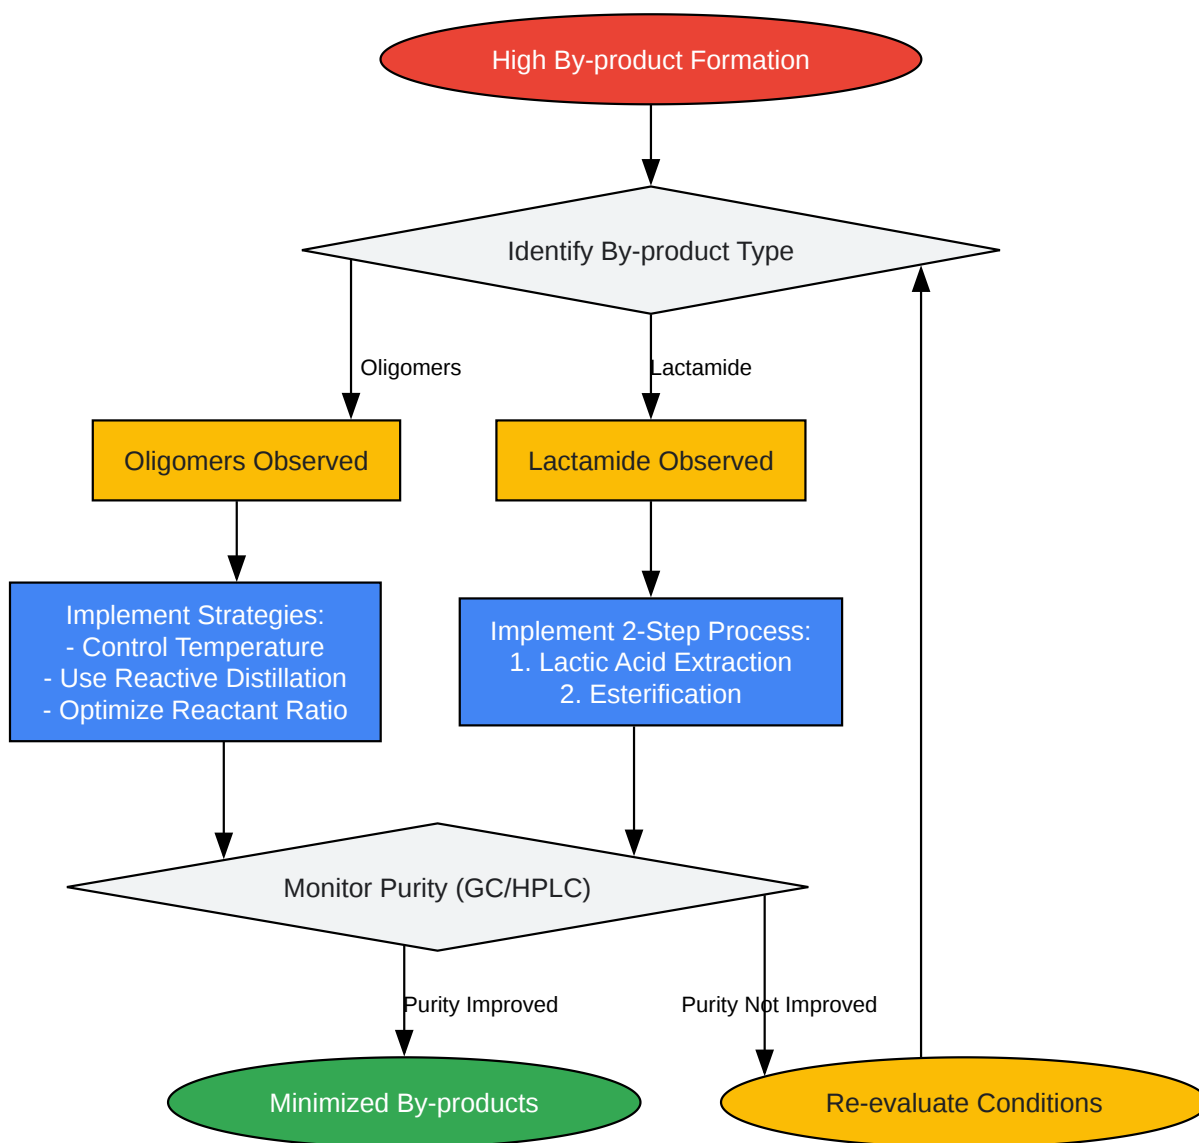 High By-product Formation
Identify By-product Type
Oligomers
Lactamide
Oligomers Observed
Lactamide Observed
Implement Strategies:
- Control Temperature
- Use Reactive Distillation
- Optimize Reactant Ratio
Implement 2-Step Process:
1. Lactic Acid Extraction
2. Esterification
Monitor Purity (GC/HPLC)
Purity Improved
Purity Not Improved
Minimized By-products
Re-evaluate Conditions